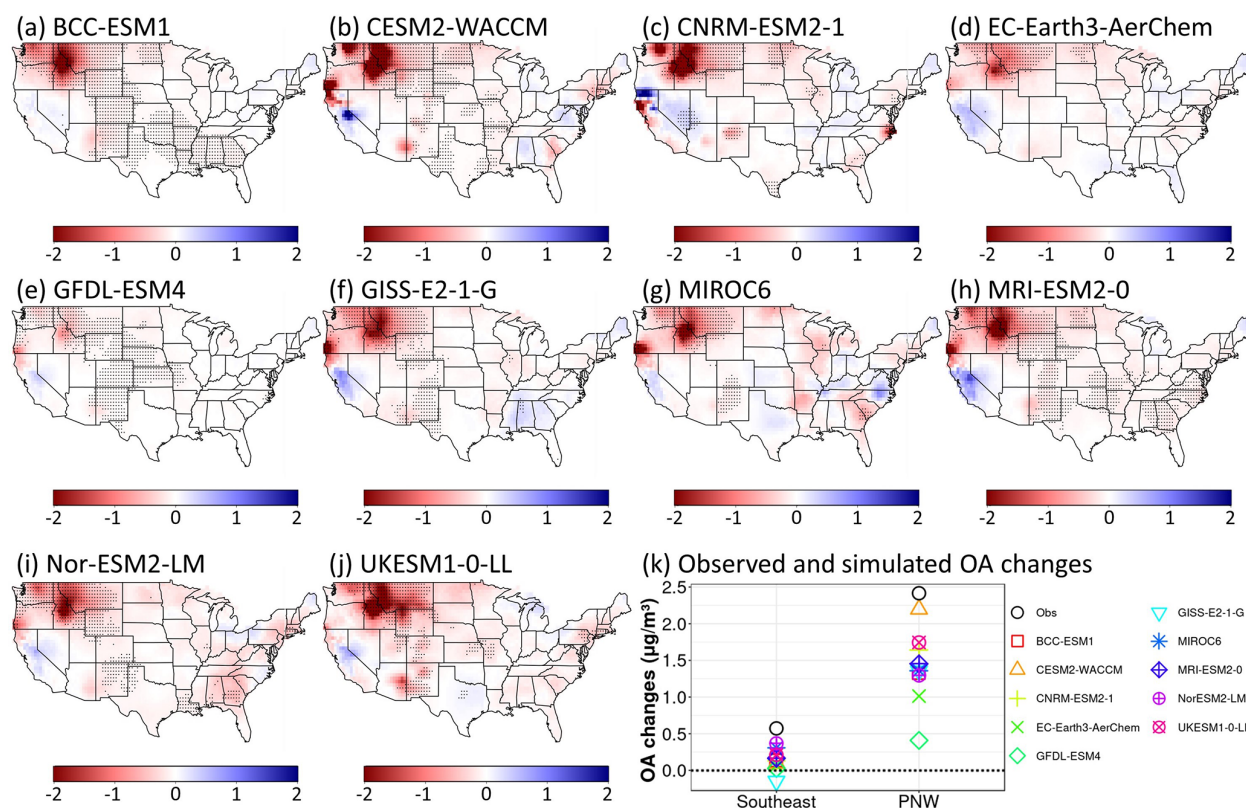 (a) BCC-ESM1
(b) CESM2-WACCM
(c) CNRM-ESM2-1
(d) EC-Earth3-AerChem
-2 -1 0 1 2
-2 -1 0 1 2
-2 -1 0 1 2
-2 -1 0 1 2
(e) GFDL-ESM4
(f) GISS-E2-1-G
(g) MIROC6
(h) MRI-ESM2-0
-2 -1 0 1 2
-2 -1 0 1 2
-2 -1 0 1 2
-2 -1 0 1 2
(i) Nor-ESM2-LM
(j) UKESM1-0-LL
-2 -1 0 1 2
-2 -1 0 1 2
(k) Observed and simulated OA changes
OA changes (µg/m³)
2.5
2.0
1.5
1.0
0.5
0.0
Southeast
PNW
Obs
BCC-ESM1
CESM2-WACCM
CNRM-ESM2-1
EC-Earth3-AerChem
GFDL-ESM4
GISS-E2-1-G
MIROC6
MRI-ESM2-0
NorESM2-LM
UKESM1-0-LL